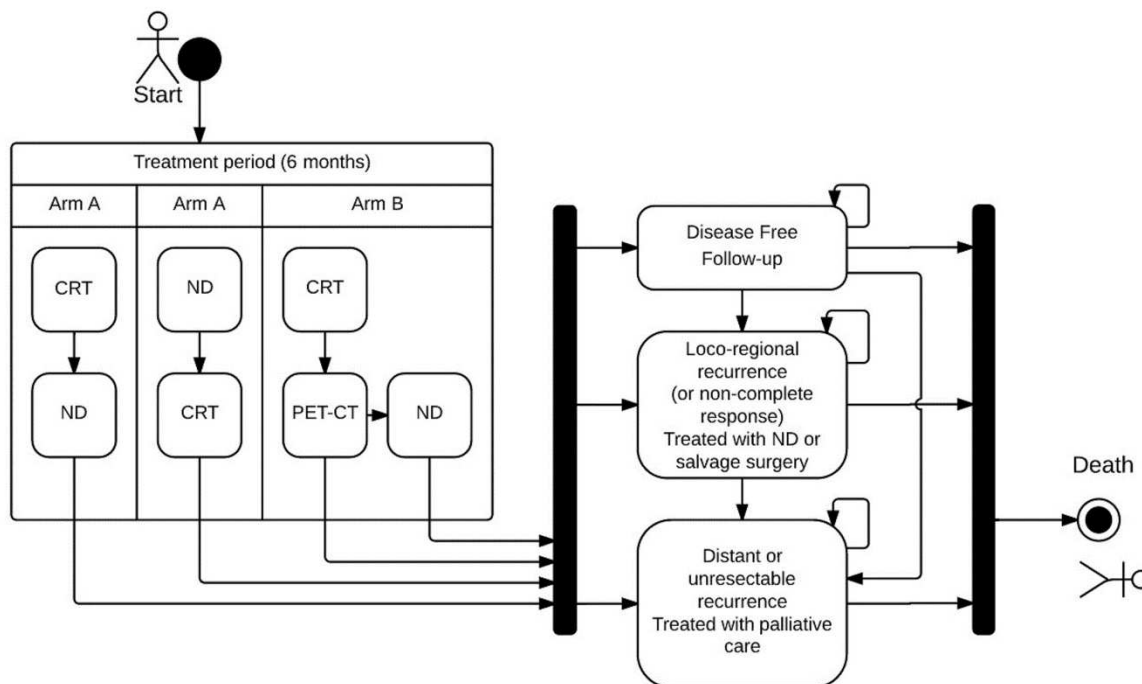 Start
Treatment period (6 months)
Arm A
Arm A
Arm B
CRT
ND
CRT
ND
CRT
PET-CT
ND
Disease Free
Follow-up
Loco-regional
recurrence
(or non-complete
response)
Treated with ND or
salvage surgery
Distant or
unresectable
recurrence
Treated with palliative
care
Death